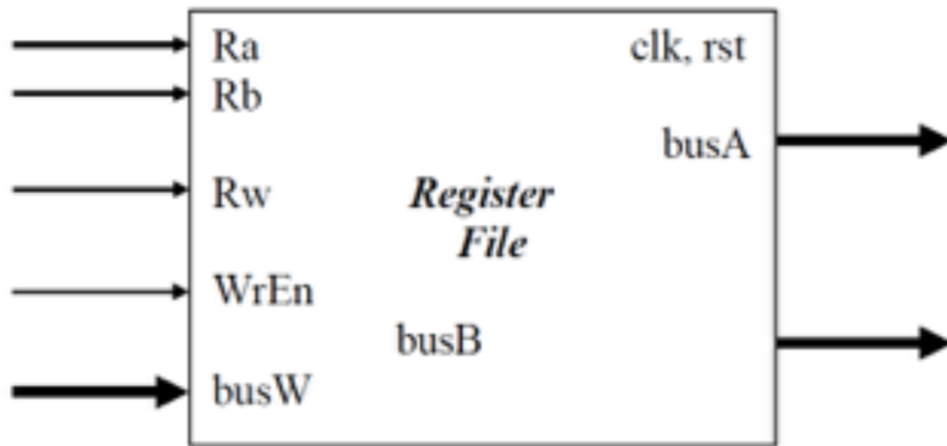 Ra
clk, rst
Rb
busA
Rw
Register
File
WrEn
busB
busW